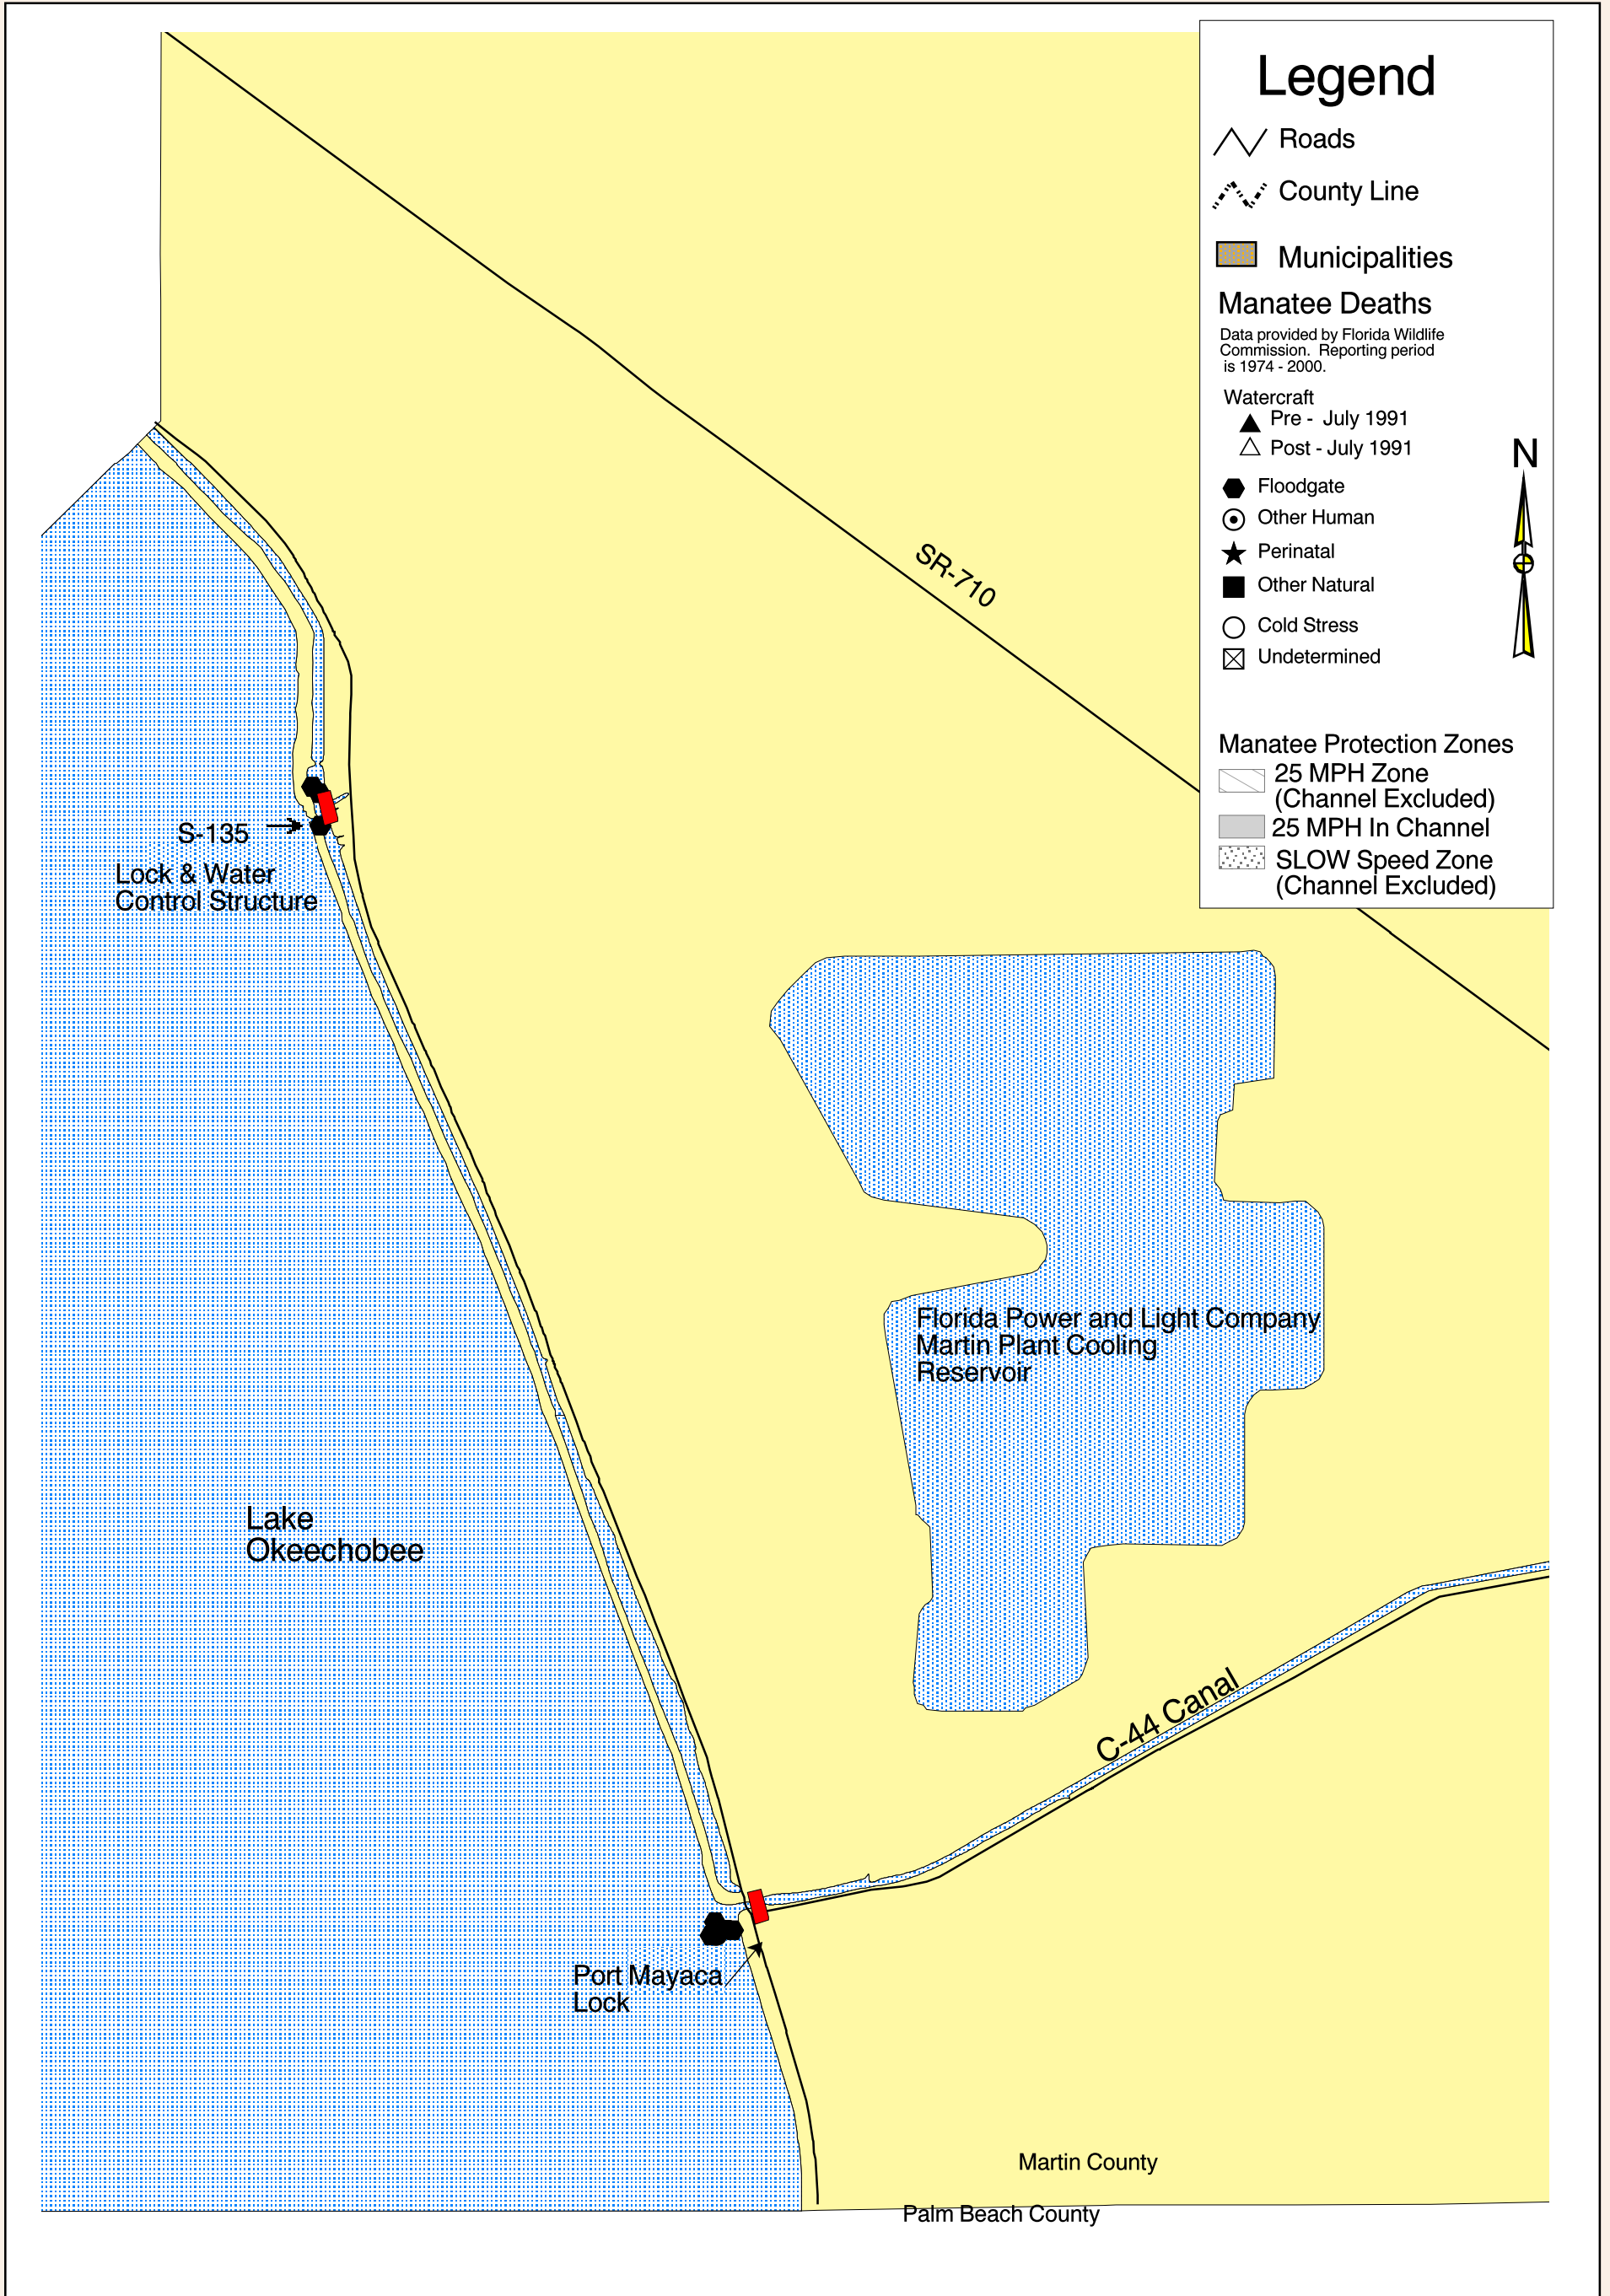 Legend
Roads
County Line
Municipalities
Manatee Deaths
Data provided by Florida Wildlife
Commission. Reporting period
is 1974 - 2000.
Watercraft
Pre - July 1991
Post - July 1991
Floodgate
Other Human
Perinatal
Other Natural
Cold Stress
Undetermined
N
Manatee Protection Zones
25 MPH Zone
(Channel Excluded)
25 MPH In Channel
SLOW Speed Zone
(Channel Excluded)
SR-710
S-135
Lock & Water
Control Structure
Florida Power and Light Company
Martin Plant Cooling
Reservoir
Lake
Okeechobee
C-44 Canal
Port Mayaca
Lock
Martin County
Palm Beach County